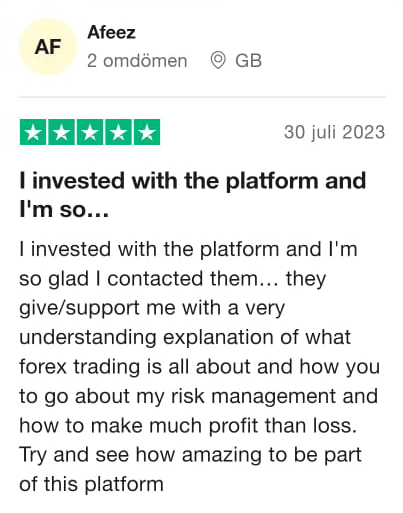 AF
Afeez
2 omdömen GB
30 juli 2023
I invested with the platform and
I'm so…
I invested with the platform and I'm
so glad I contacted them… they
give/support me with a very
understanding explanation of what
forex trading is all about and how you
to go about my risk management and
how to make much profit than loss.
Try and see how amazing to be part
of this platform